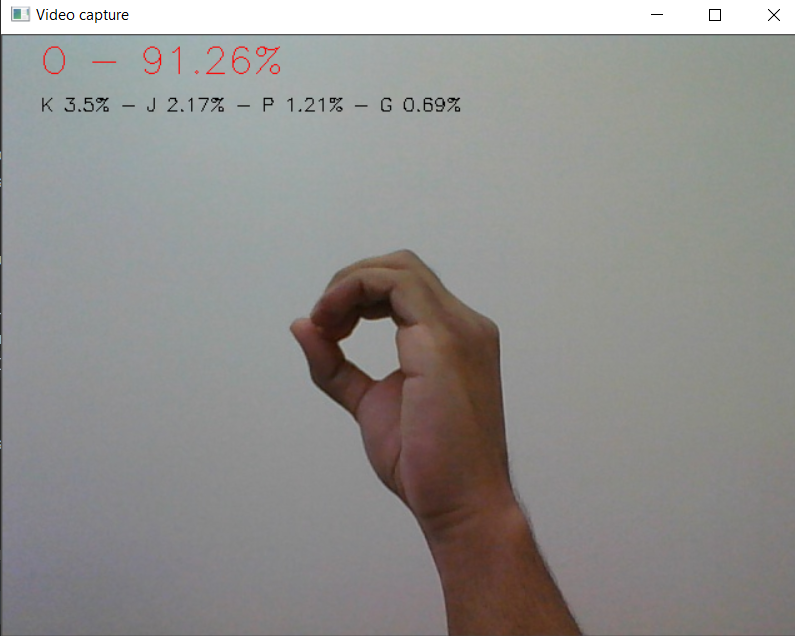 Video capture
O - 91.26%
K 3.5% - J 2.17% - P 1.21% - G 0.69%